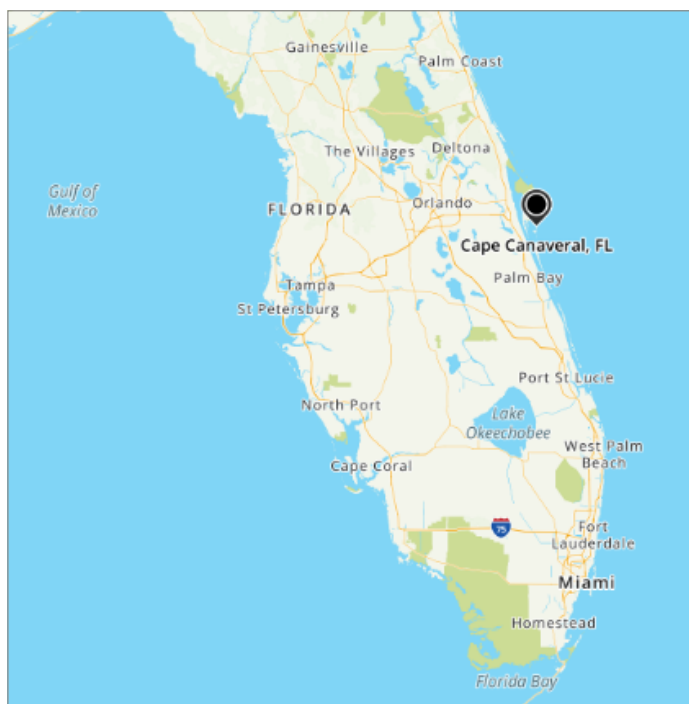 Gainesville
Palm Coast
The Villages
Deltona
Gulf of
Mexico
Orlando
FLORIDA
Cape Canaveral, FL
Palm Bay
Tampa
St Petersburg
Port St Lucie
North Port
Lake
Okeechobee
West Palm
Beach
Cape Coral
75
Fort
Lauderdale
Miami
Homestead
Florida Bay